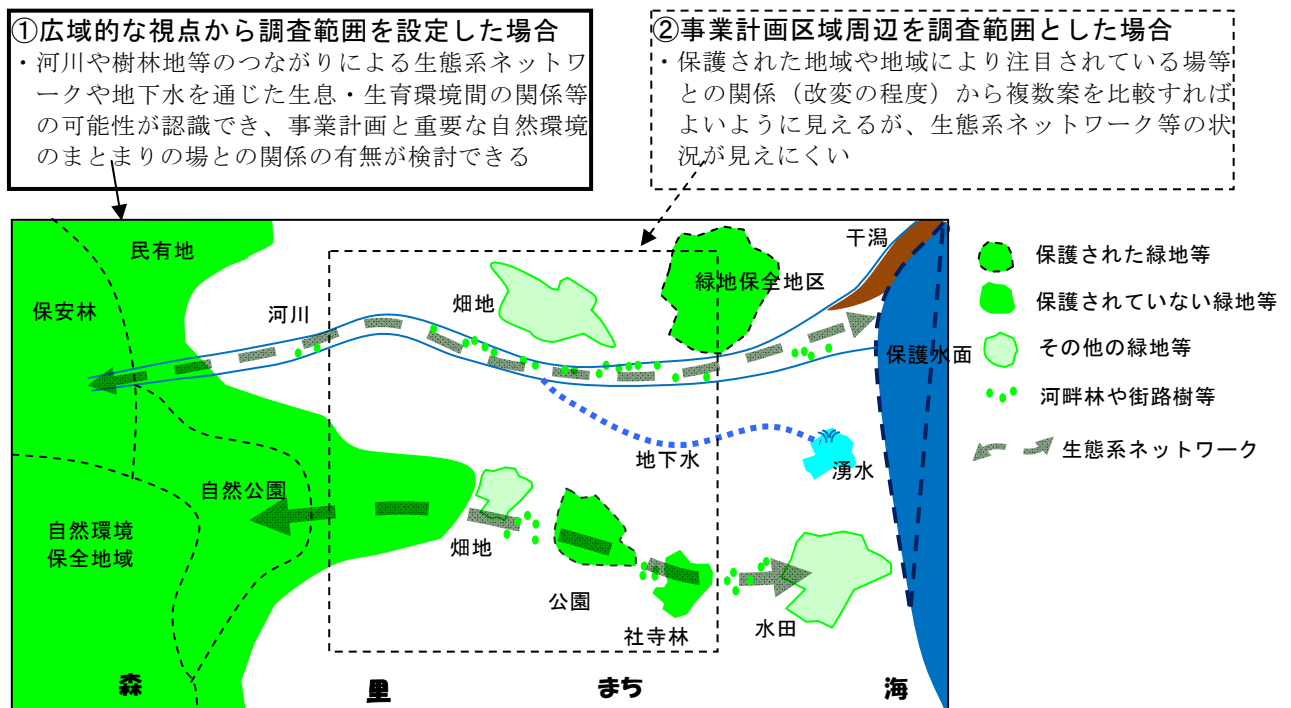 ①広域的な視点から調査範囲を設定した場合
・河川や樹林地等のつながりによる生態系ネットワ
ークや地下水を通じた生息・生育環境間の関係等
の可能性が認識でき、事業計画と重要な自然環境
のまとまりの場との関係の有無が検討できる
②事業計画区域周辺を調査範囲とした場合
・保護された地域や地域により注目されている場等
との関係（改変の程度）から複数案を比較すれば
よいように見えるが、生態系ネットワーク等の状
況が見えにくい
民有地
保安林
河川
畑地
緑地保全地区
干潟
保護水面
地下水
湧水
自然公園
自然環境
保全地域
畑地
公園
社寺林
水田
森
里
まち
海
保護された緑地等
保護されていない緑地等
その他の緑地等
河畔林や街路樹等
生態系ネットワーク